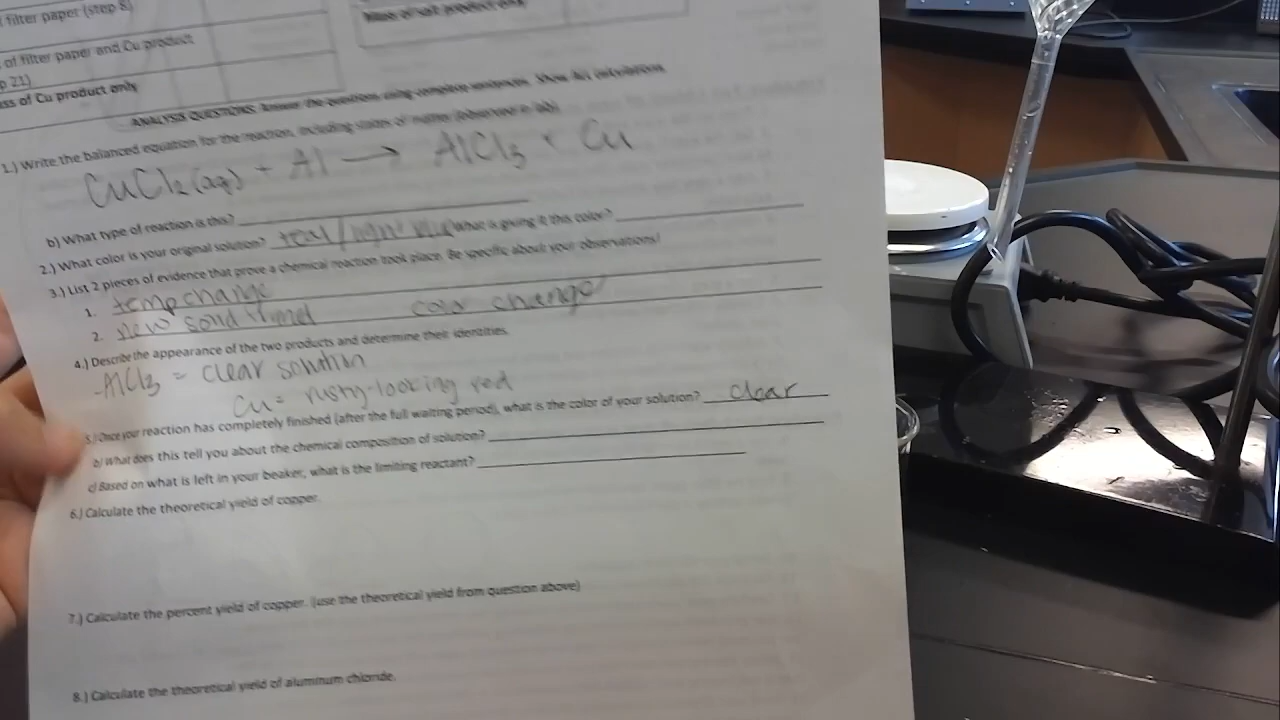 filter paper (step 8)
Mass of salt product only
of filter paper and Cu product
p 21)
ss of Cu product only
ANALYSIS QUESTIONS: Answer the questions using complete sentences. Show ALL calculations.
1.) Write the balanced equation for the reaction, including states of matter (observed in lab)
CuCl2 (aq) + Al → AlCl3 + Cu
b) What type of reaction is this?
2.) What color is your original solution? teal/light blue What is giving it this color?
3.) List 2 pieces of evidence that prove a chemical reaction took place. Be specific about your observations!
1. temp change
2. new solid color change
4.) Describe the appearance of the two products and determine their identities.
-AlCl3 = clear solution
Cu = rusty-looking red
5.) Once your reaction has completely finished (after the full waiting period), what is the color of your solution? clear
b) What does this tell you about the chemical composition of solution?
c) Based on what is left in your beaker, what is the limiting reactant?
6.) Calculate the theoretical yield of copper.
7.) Calculate the percent yield of copper. (use the theoretical yield from question above)
8.) Calculate the theoretical yield of aluminum chloride.